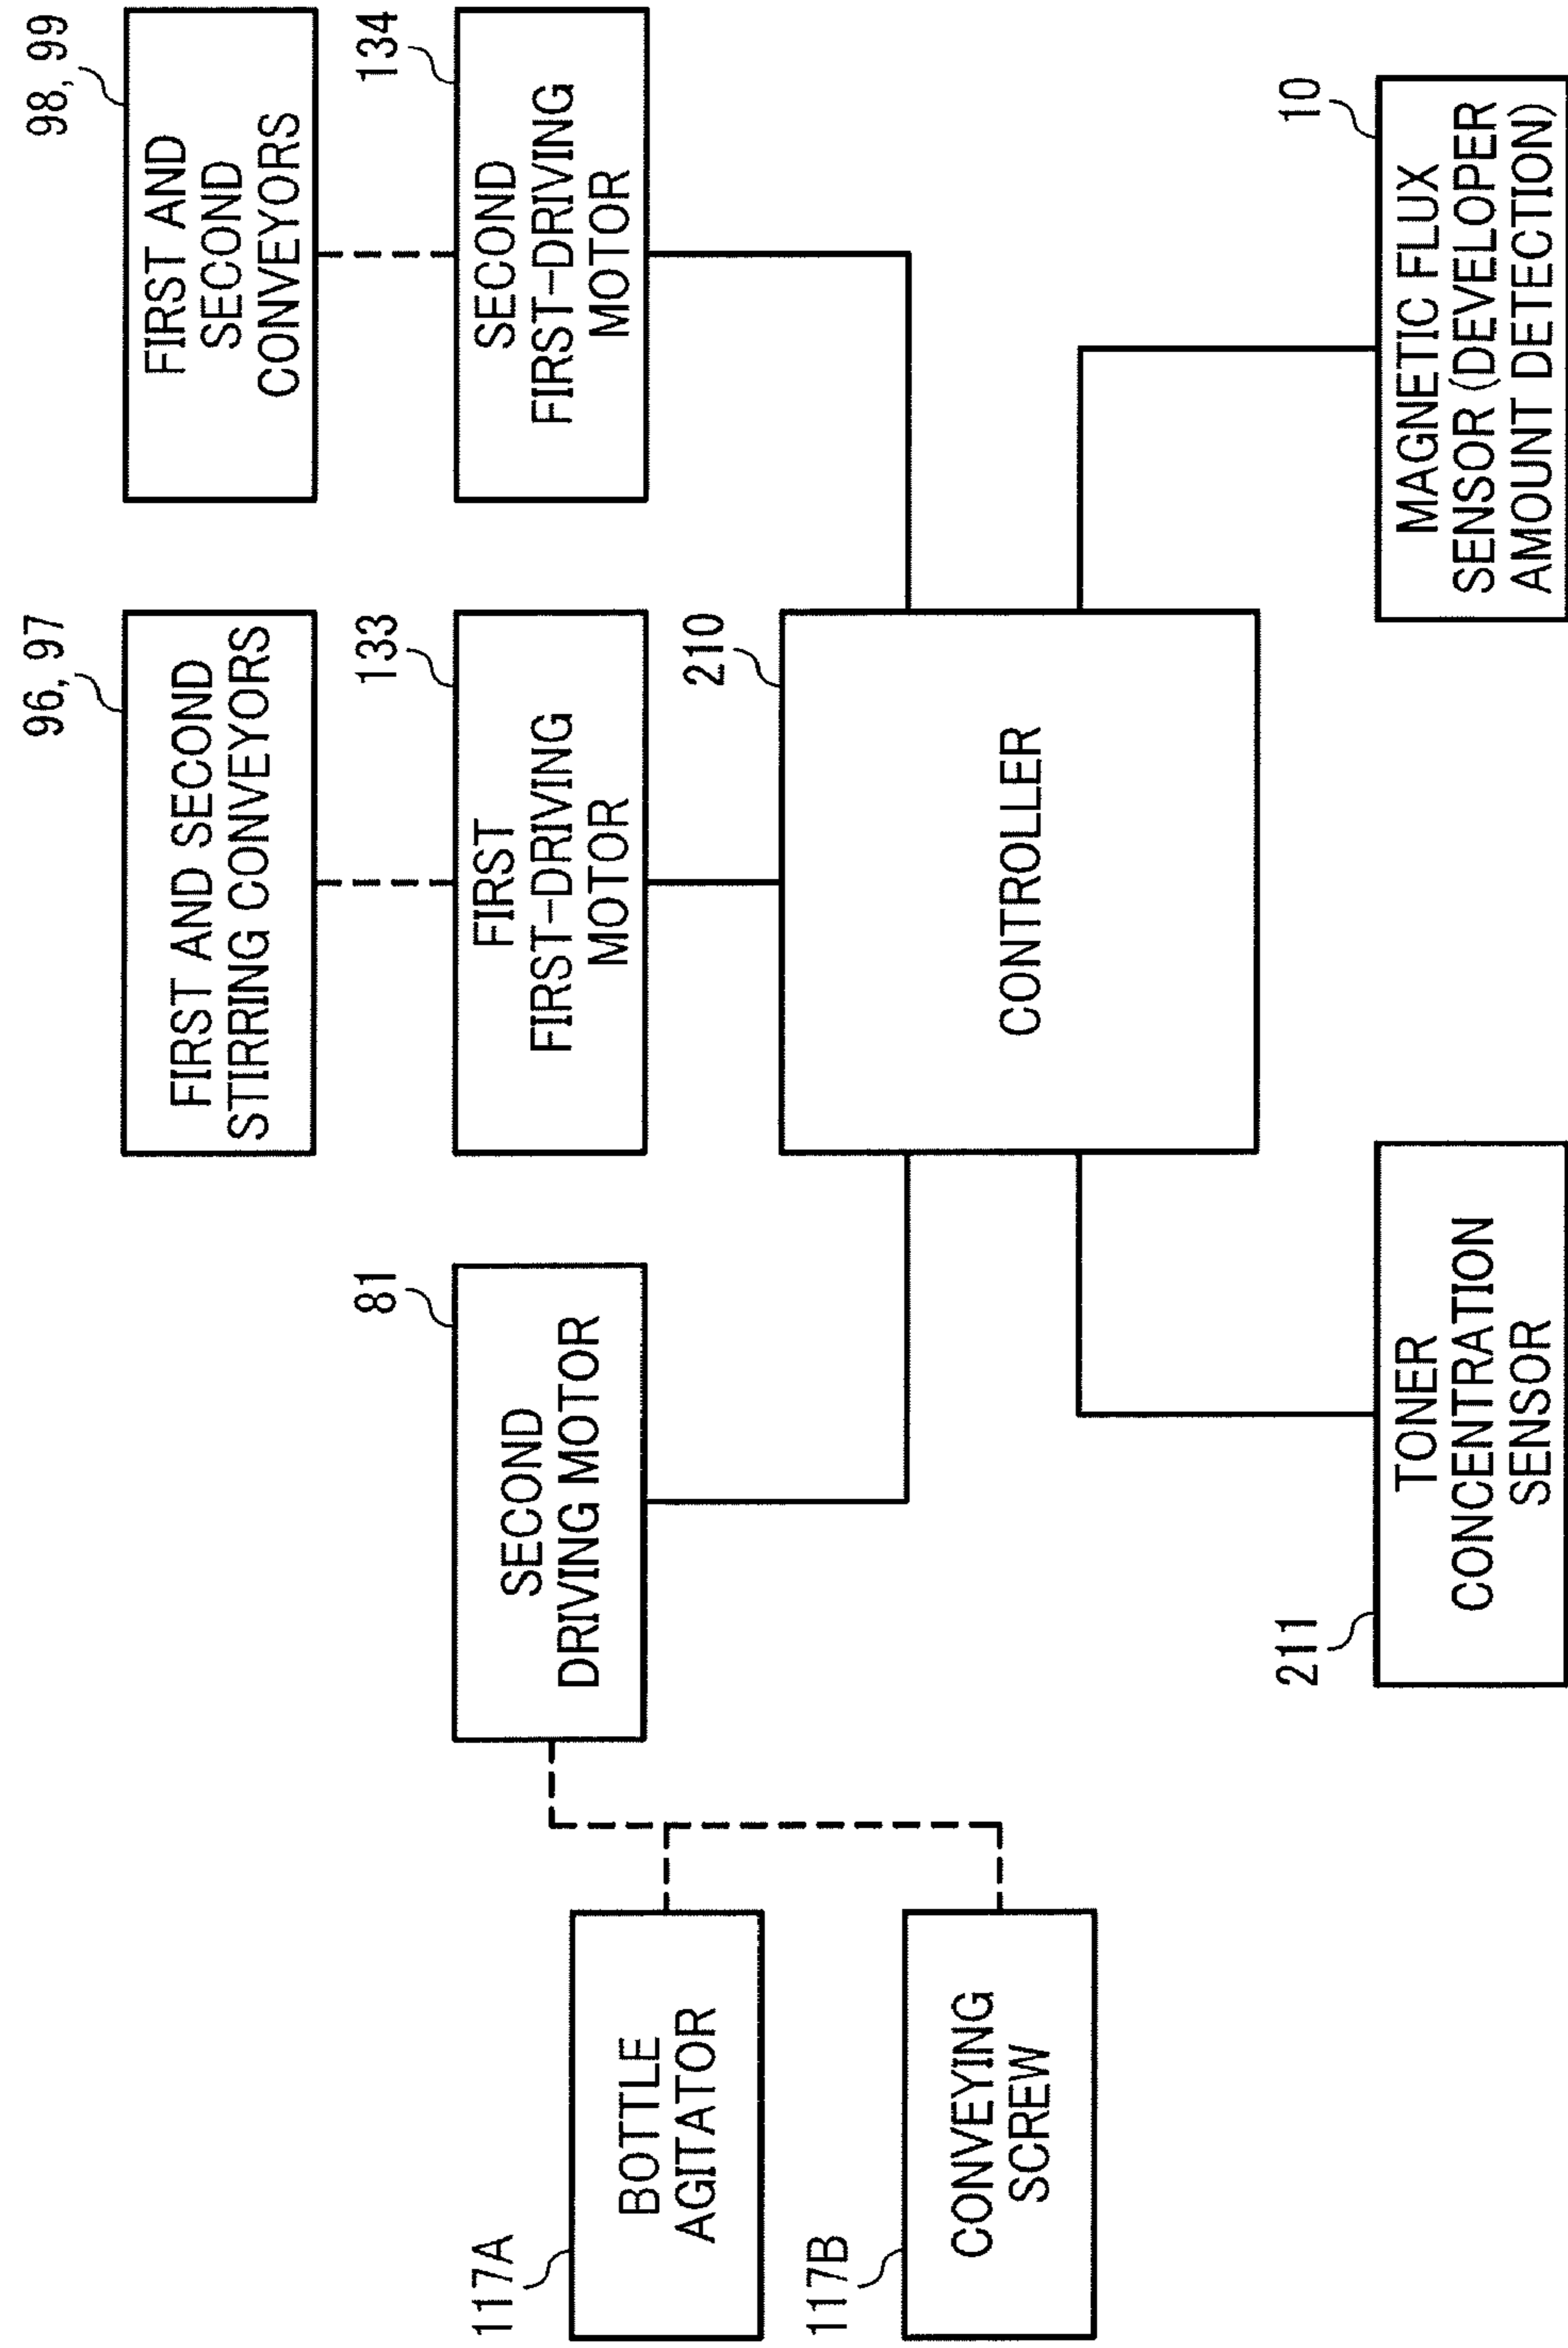 96, 97
FIRST AND SECOND
STIRRING CONVEYORS
98, 99
FIRST AND
SECOND
CONVEYORS
81
SECOND
DRIVING MOTOR
133
FIRST
FIRST-DRIVING
MOTOR
134
SECOND
FIRST-DRIVING
MOTOR
117A
BOTTLE
AGITATOR
117B
CONVEYING
SCREW
210
CONTROLLER
211
TONER
CONCENTRATION
SENSOR
10
MAGNETIC FLUX
SENSOR (DEVELOPER
AMOUNT DETECTION)